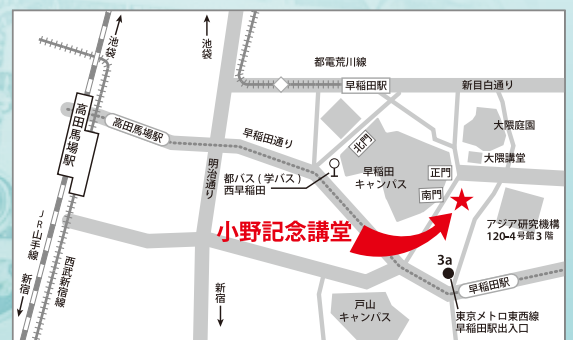 池袋
池袋
都電荒川線
早稲田駅
新目白通り
高田馬場駅
高田馬場駅
早稲田通り
北門
大隈庭園
大隈講堂
明治通り
都バス（学バス）
西早稲田
早稲田
キャンパス
正門
南門
小野記念講堂
アジア研究機構
120-4号館3階
JR山手線
西武新宿線
新宿
新宿
3a
早稲田駅
戸山
キャンパス
東京メトロ東西線
早稲田駅出入口